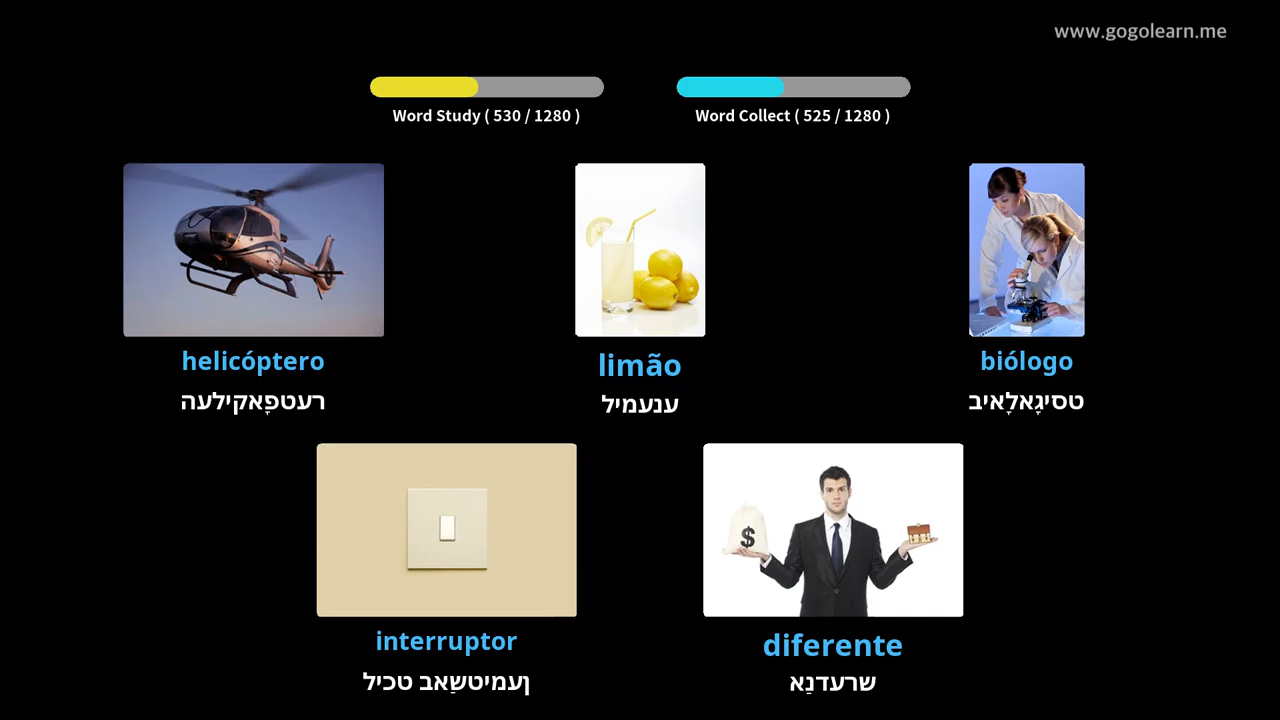 www.gogolearn.me
Word Study ( 530 / 1280 )
Word Collect ( 525 / 1280 )
helicóptero
רעטּפָאקילעה
limão
ענעמיל
biólogo
טסיגָאלָאיב
interruptor
ןעמיטשַאב טכיל
diferente
שרעדנַא